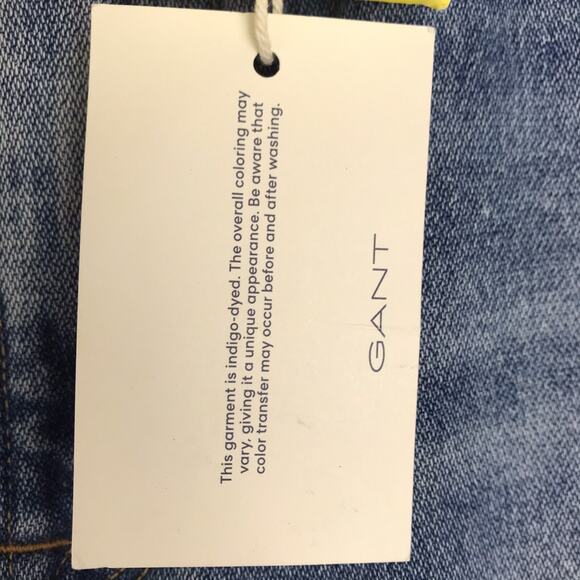 This garment is indigo-dyed. The overall coloring may
vary, giving it a unique appearance. Be aware that
color transfer may occur before and after washing.
GANT